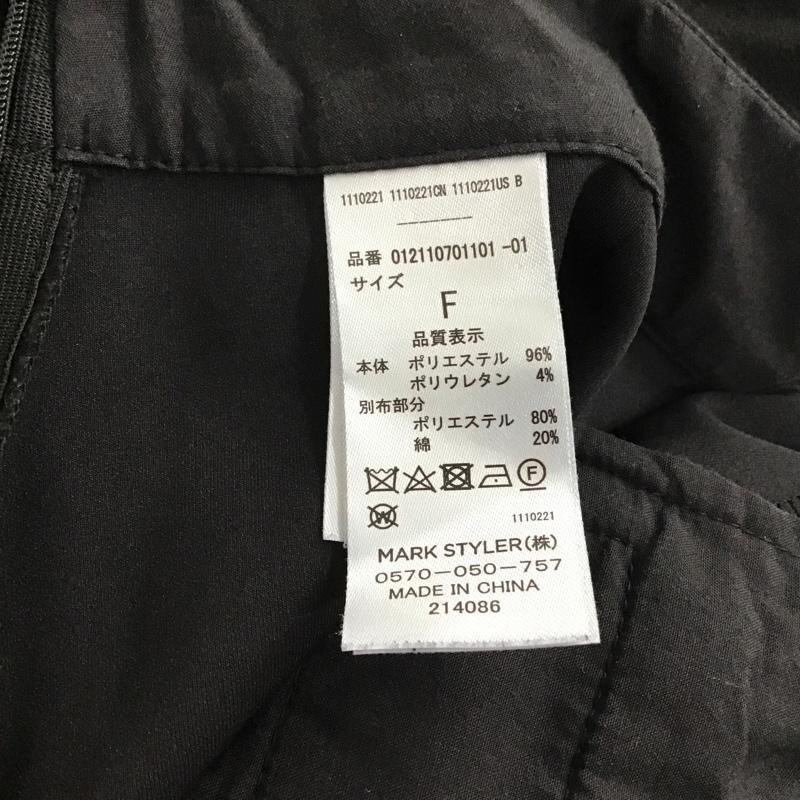 1110221 1110221CN 1110221US B
-------
品番 012110701101 -01
サイズ
F
品質表示
本体 ポリエステル 96%
ポリウレタン 4%
別布部分
ポリエステル 80%
綿 20%
F
W
1110221
MARK STYLER(株)
0570-050-757
MADE IN CHINA
214086